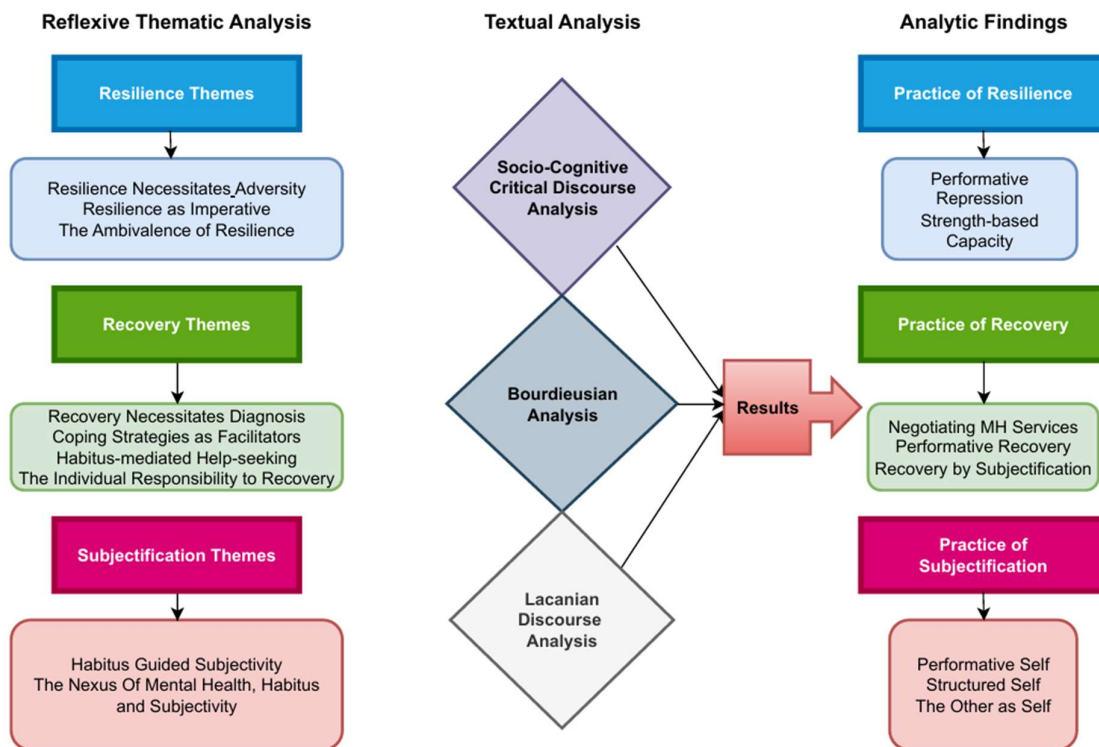 Reflexive Thematic Analysis
Textual Analysis
Analytic Findings
Resilience Themes
Resilience Necessitates Adversity
Resilience as Imperative
The Ambivalence of Resilience
Recovery Themes
Recovery Necessitates Diagnosis
Coping Strategies as Facilitators
Habitus-mediated Help-seeking
The Individual Responsibility to Recovery
Subjectification Themes
Habitus Guided Subjectivity
The Nexus Of Mental Health, Habitus
and Subjectivity
Socio-Cognitive
Critical Discourse
Analysis
Bourdieusian
Analysis
Lacanian
Discourse
Analysis
Results
Practice of Resilience
Performative
Repression
Strength-based
Capacity
Practice of Recovery
Negotiating MH Services
Performative Recovery
Recovery by Subjectification
Practice of
Subjectification
Performative Self
Structured Self
The Other as Self